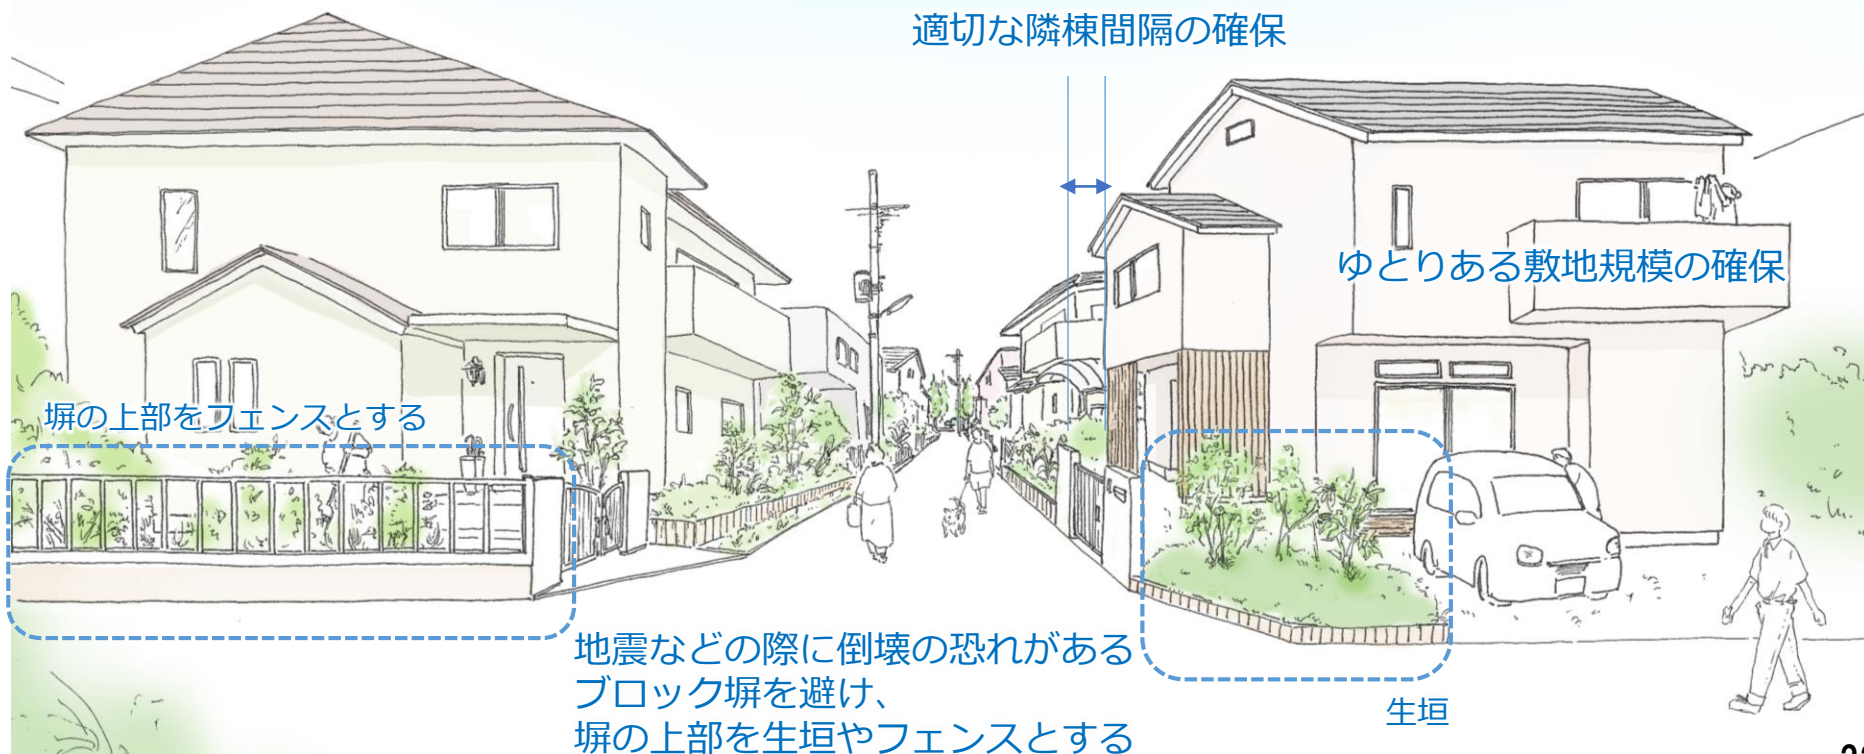 適切な隣棟間隔の確保
ゆとりある敷地規模の確保
塀の上部をフェンスとする
地震などの際に倒壊の恐れがある
ブロック塀を避け、
塀の上部を生垣やフェンスとする
生垣